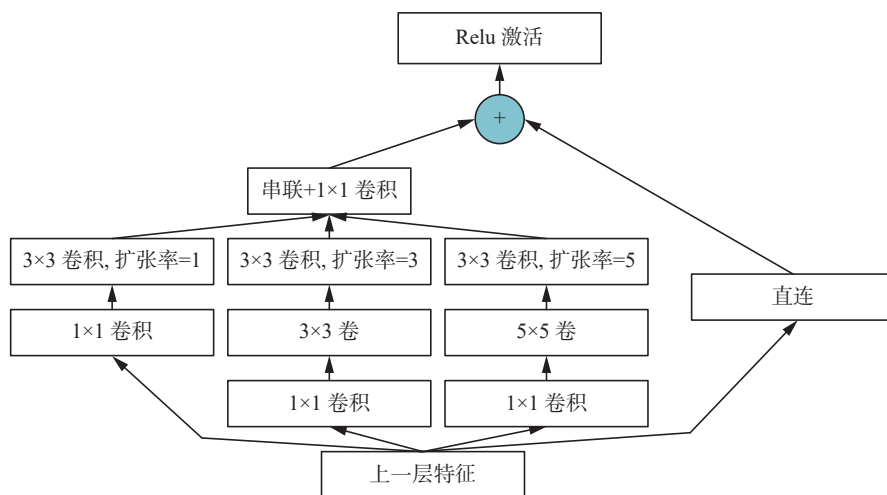 Relu 激活
+
串联+1×1 卷积
3×3 卷积, 扩张率=1
3×3 卷积, 扩张率=3
3×3 卷积, 扩张率=5
直连
1×1 卷积
3×3 卷
5×5 卷
1×1 卷积
1×1 卷积
上一层特征